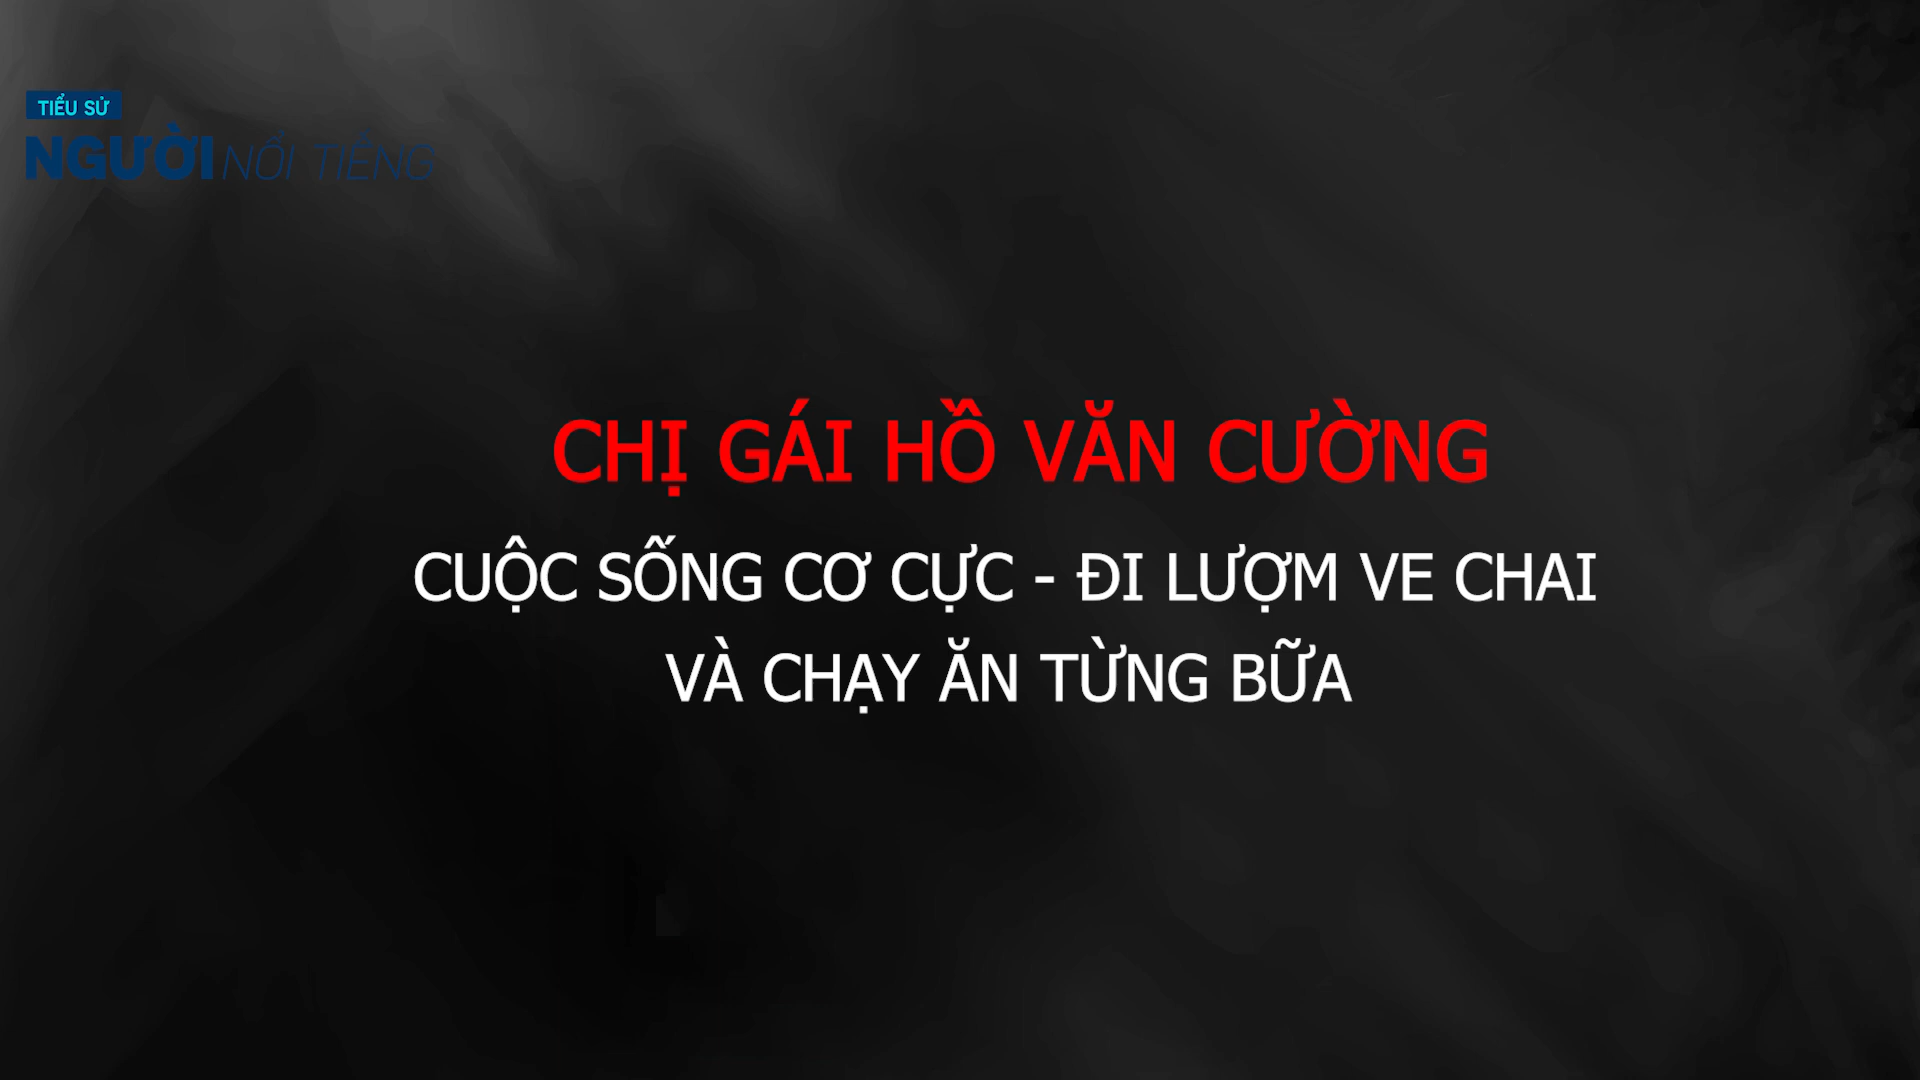 TIỂU SỬ
NGƯỜI NỔI TIẾNG
CHỊ GÁI HỒ VĂN CƯỜNG
CUỘC SỐNG CƠ CỰC - ĐI LƯỢM VE CHAI
VÀ CHẠY ĂN TỪNG BỮA